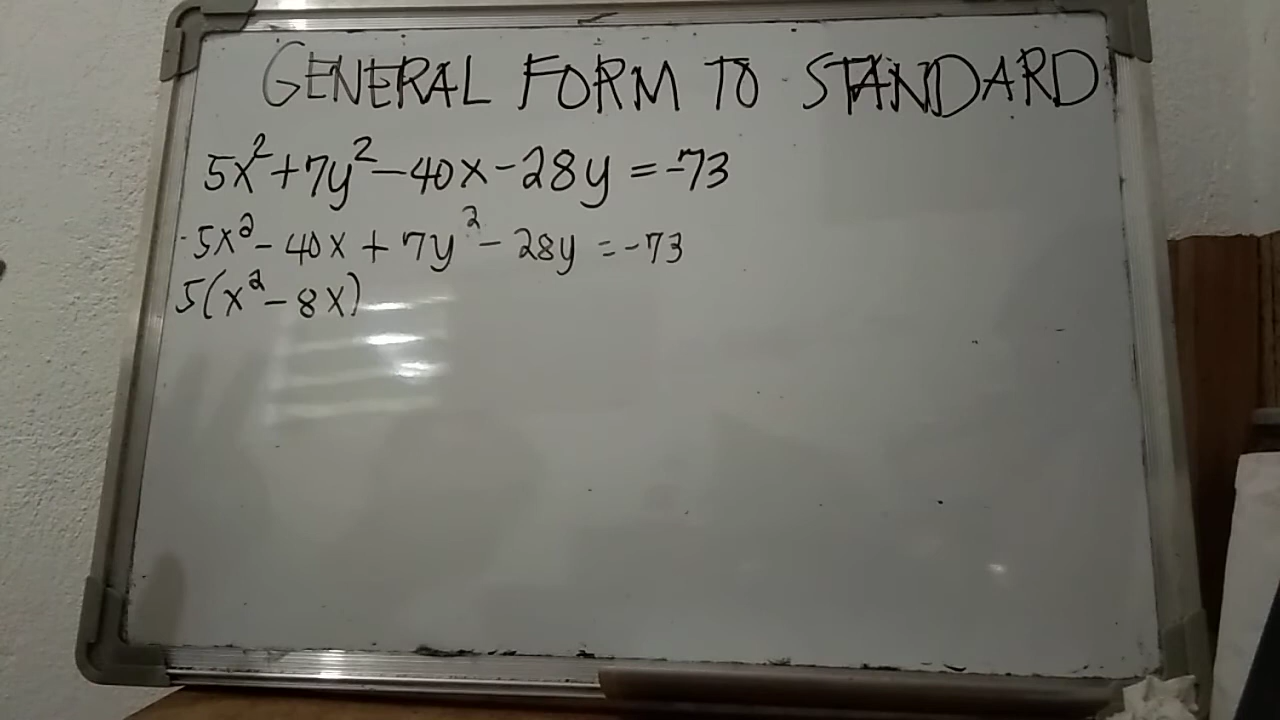 GENERAL FORM TO STANDARD
5x²+7y²-40x-28y=-73
5x²-40x+7y²-28y=-73
5(x²-8x)